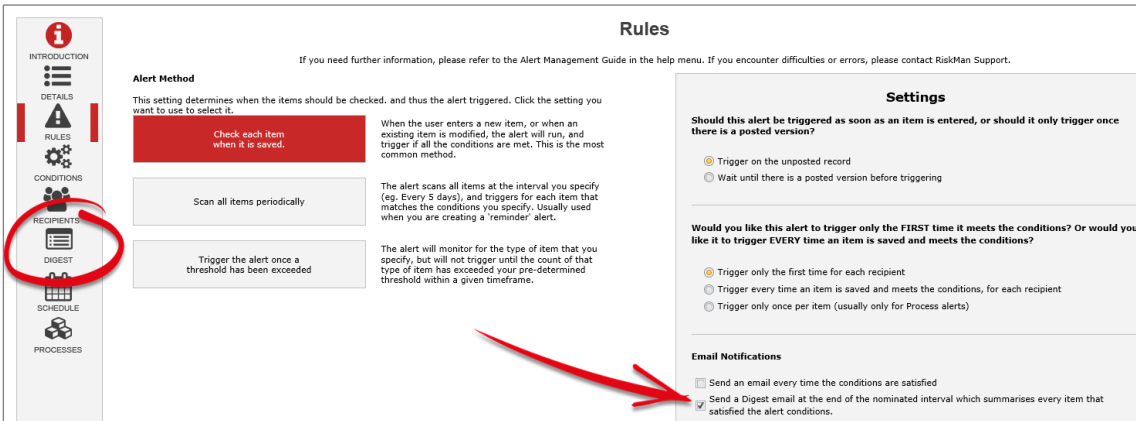 Rules
If you need further information, please refer to the Alert Management Guide in the help menu. If you encounter difficulties or errors, please contact RiskMan Support.
INTRODUCTION
DETAILS
RULES
CONDITIONS
RECIPIENTS
DIGEST
SCHEDULE
PROCESSES
Alert Method
This setting determines when the items should be checked. and thus the alert triggered. Click the setting you
want to use to select it.
Check each item
when it is saved.
When the user enters a new item, or when an
existing item is modified, the alert will run, and
trigger if all the conditions are met. This is the most
common method.
Scan all items periodically
The alert scans all items at the interval you specify
(eg. Every 5 days), and triggers for each item that
matches the conditions you specify. Usually used
when you are creating a 'reminder' alert.
Trigger the alert once a
threshold has been exceeded
The alert will monitor for the type of item that you
specify, but will not trigger until the count of that
type of item has exceeded your pre-determined
threshold within a given timeframe.
Settings
Should this alert be triggered as soon as an item is entered, or should it only trigger once
there is a posted version?
Trigger on the unposted record
Wait until there is a posted version before triggering
Would you like this alert to trigger only the FIRST time it meets the conditions? Or would you
like it to trigger EVERY time an item is saved and meets the conditions?
Trigger only the first time for each recipient
Trigger every time an item is saved and meets the conditions, for each recipient
Trigger only once per item (usually only for Process alerts)
Email Notifications
Send an email every time the conditions are satisfied
Send a Digest email at the end of the nominated interval which summarises every item that
satisfied the alert conditions.